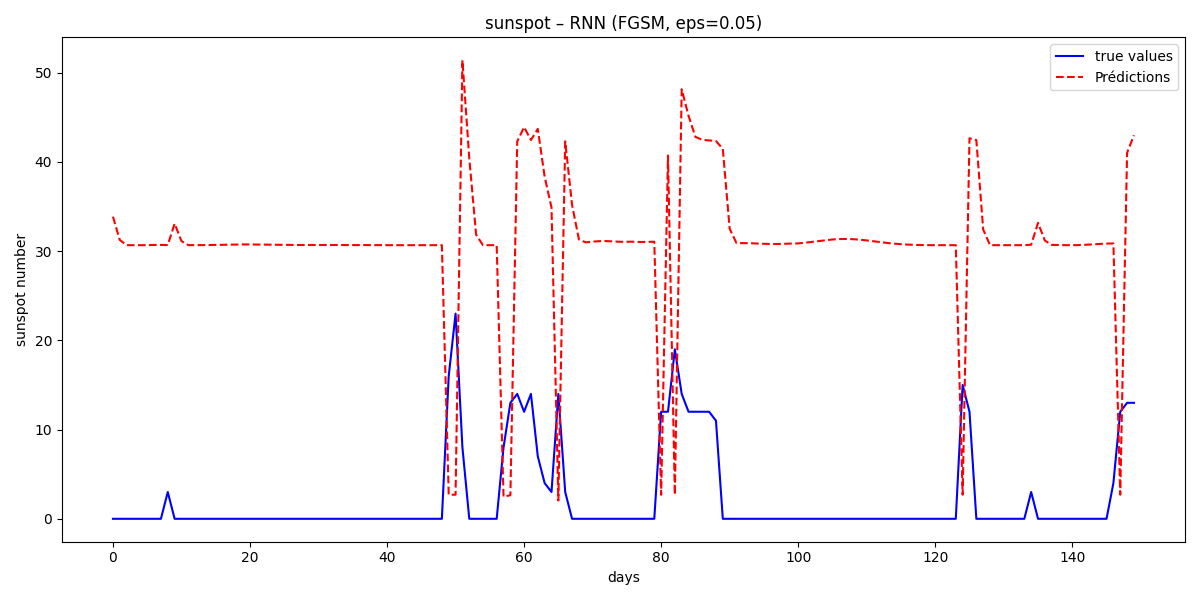 sunspot – RNN (FGSM, eps=0.05)
true values
Prédictions
sunspot number
50
40
30
20
10
0
0 20 40 60 80 100 120 140
days